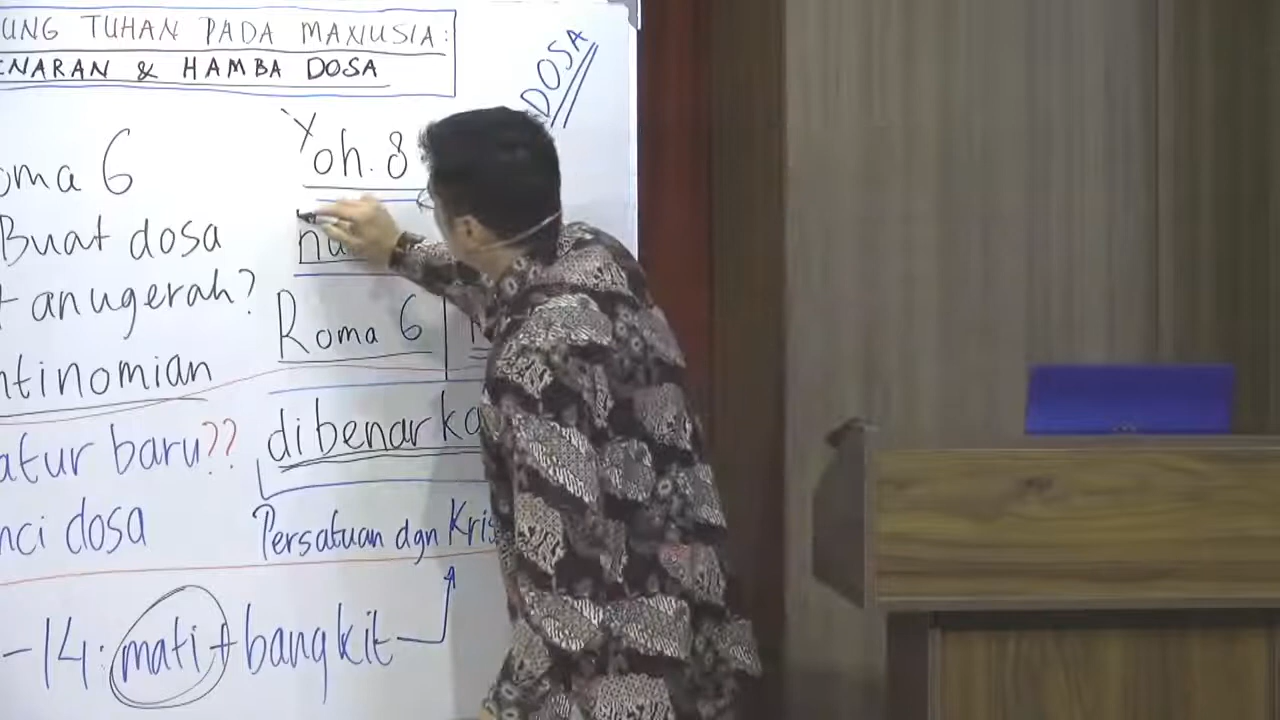 UNG TUHAN PADA MANUSIA:
ENARAN & HAMBA DOSA
DOSA
oma 6
Buat dosa
t anugerah?
ntinomian
atur baru??
nci dosa
-14: mati + bangkit
Yoh. 8
Roma 6
dibenarka
Persatuan dgn Kris